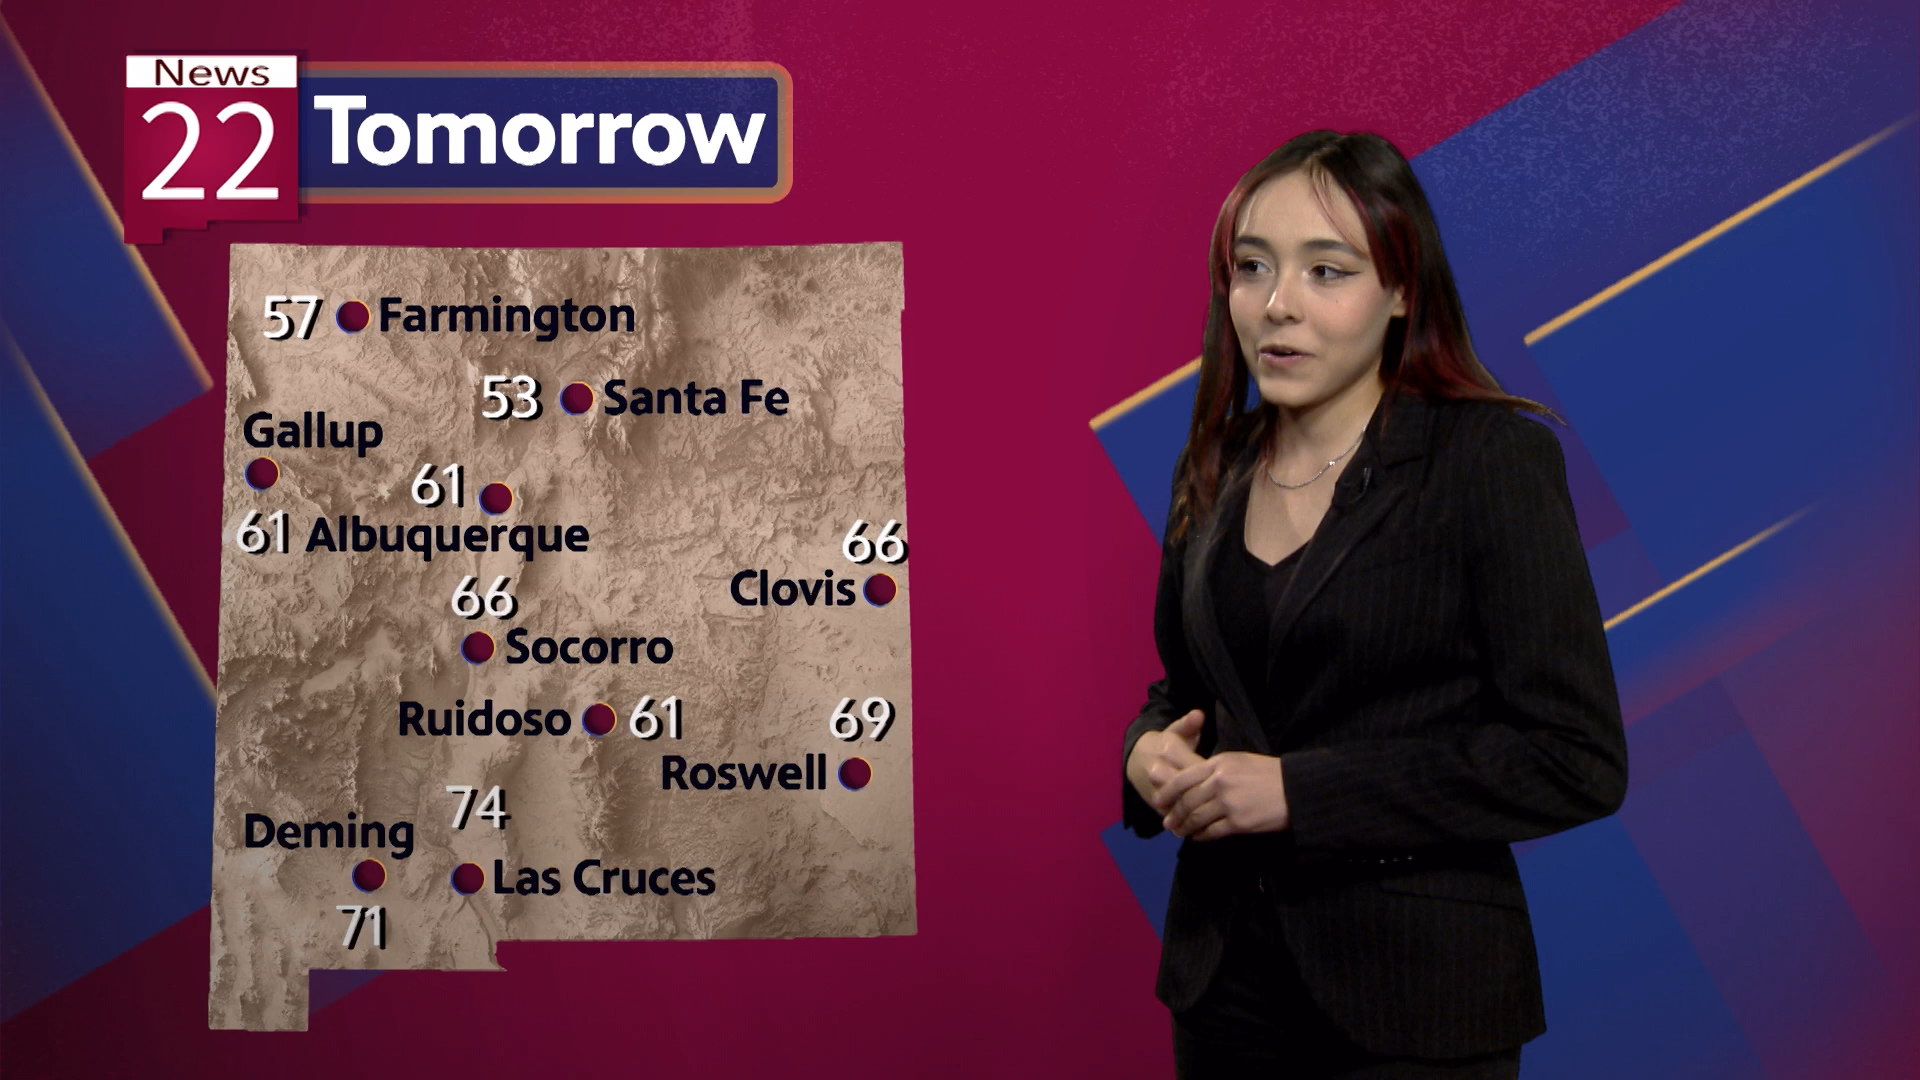 News
22 Tomorrow
57 Farmington
53 Santa Fe
Gallup
61
61 Albuquerque
66
Clovis
66
Socorro
Ruidoso 61
69
Roswell
74
Deming
Las Cruces
71